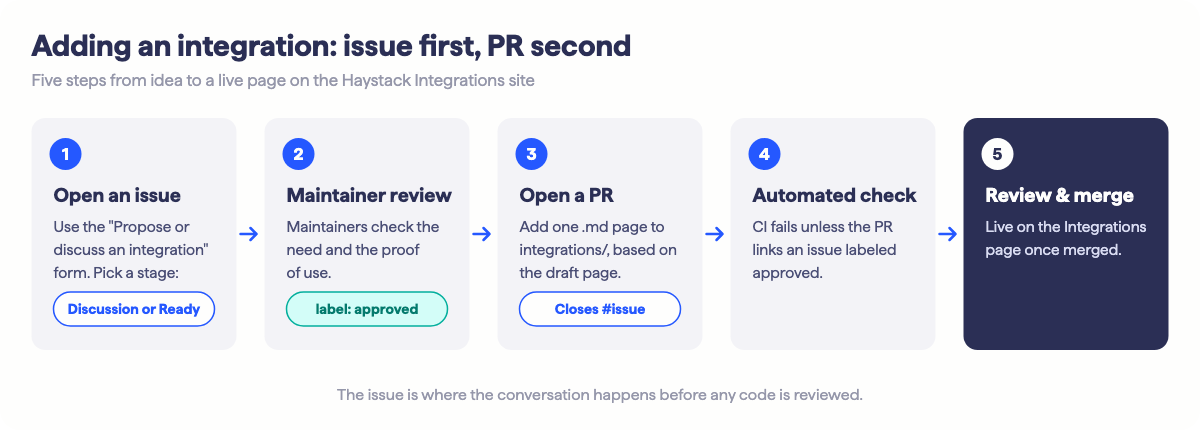 Adding an integration: issue first, PR second
Five steps from idea to a live page on the Haystack Integrations site
1
Open an issue
Use the "Propose or
discuss an integration"
form. Pick a stage:
Discussion or Ready
2
Maintainer review
Maintainers check the
need and the proof
of use.
label: approved
3
Open a PR
Add one .md page to
integrations/, based on
the draft page.
Closes #issue
4
Automated check
CI fails unless the PR
links an issue labeled
approved.
5
Review & merge
Live on the Integrations
page once merged.
The issue is where the conversation happens before any code is reviewed.